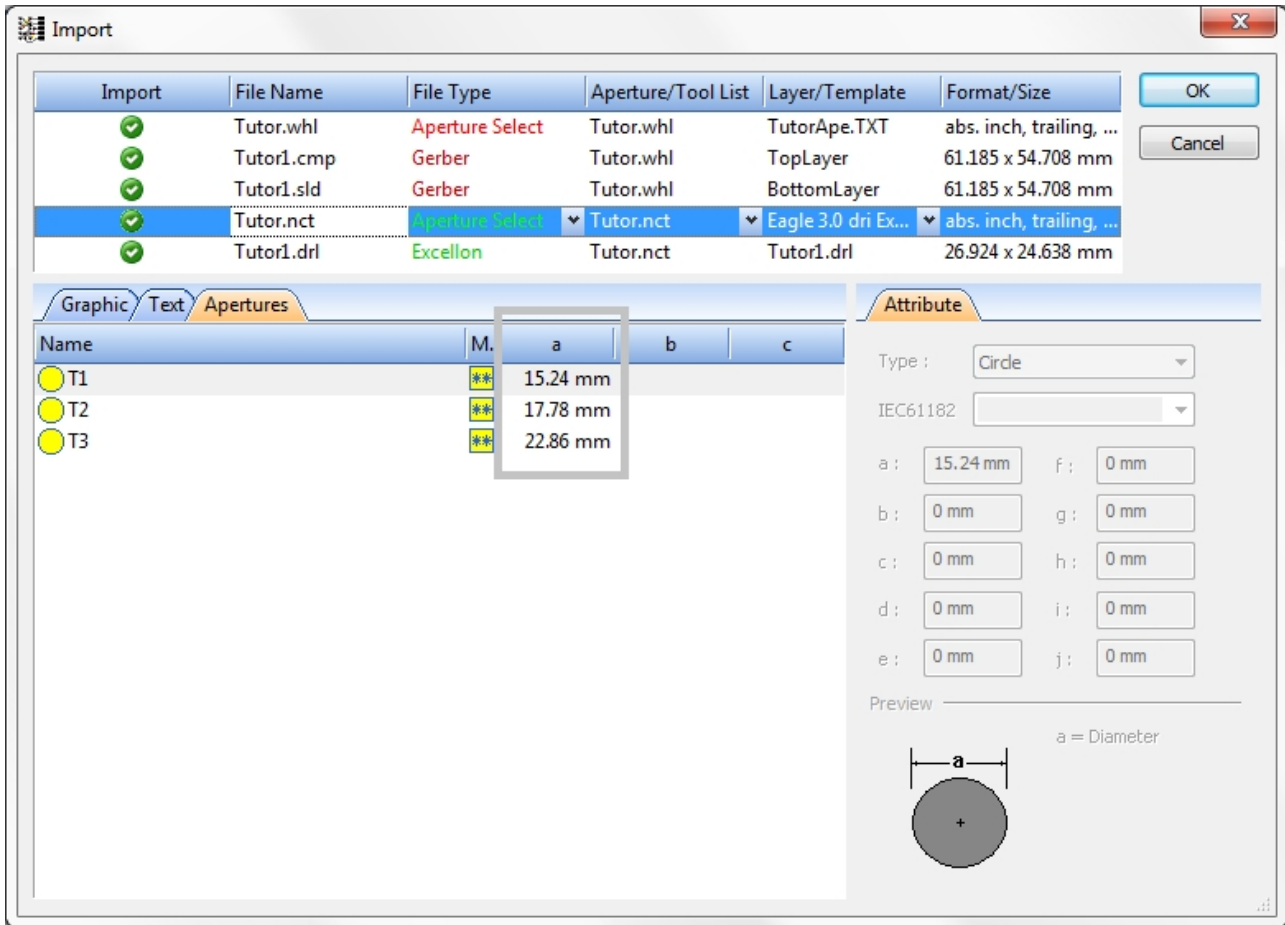 Import
Import File Name File Type Aperture/Tool List Layer/Template Format/Size OK
Tutor.whl Aperture Select Tutor.whl TutorApe.TXT abs. inch, trailing, ...
Cancel
Tutor1.cmp Gerber Tutor.whl TopLayer 61.185 x 54.708 mm
Tutor1.sld Gerber Tutor.whl BottomLayer 61.185 x 54.708 mm
Tutor.nct Aperture Select Tutor.nct Eagle 3.0 dri Ex... abs. inch, trailing, ...
Tutor1.drl Excellon Tutor.nct Tutor1.drl 26.924 x 24.638 mm
Graphic Text Apertures
Name M. a b c
T1 ** 15.24 mm
T2 ** 17.78 mm
T3 ** 22.86 mm
Attribute
Type : Circle
IEC61182
a : 15.24 mm f : 0 mm
b : 0 mm g : 0 mm
c : 0 mm h : 0 mm
d : 0 mm i : 0 mm
e : 0 mm j : 0 mm
Preview
a = Diameter
a